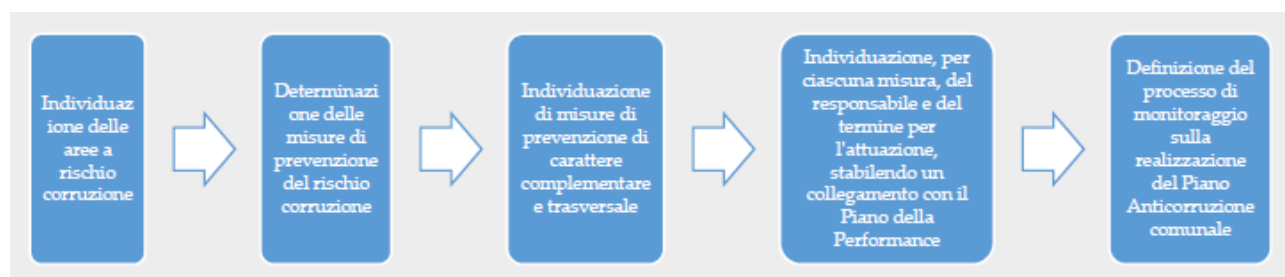 Individuaz
ione delle
aree a
rischio
corruzione
Determinazi
one delle
misure di
prevenzione
del rischio
corruzione
Individuazione
di misure di
prevenzione di
carattere
complementare
e trasversale
Individuazione, per
ciascuna misura, del
responsabile e del
termine per
l'attuazione,
stabilendo un
collegamento con il
Piano della
Performance
Definizione del
processo di
monitoraggio
sulla
realizzazione
del Piano
Anticorruzione
comunale